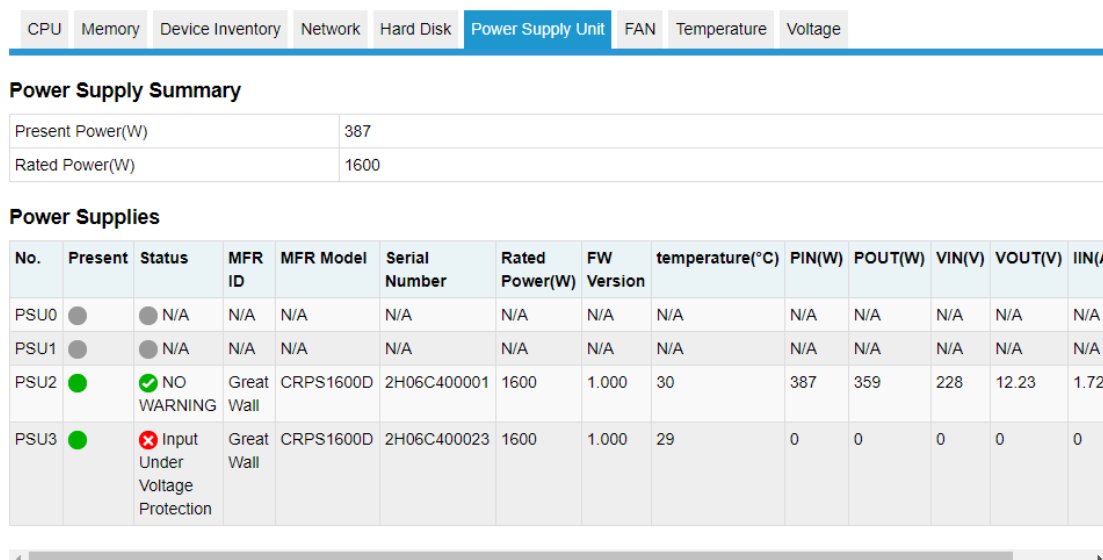 CPU Memory Device Inventory Network Hard Disk Power Supply Unit FAN Temperature Voltage
Power Supply Summary
Present Power(W) 387
Rated Power(W) 1600
Power Supplies
No. Present Status MFR ID MFR Model Serial Number Rated Power(W) FW Version temperature(°C) PIN(W) POUT(W) VIN(V) VOUT(V) IIN(
PSU0 N/A N/A N/A N/A N/A N/A N/A N/A N/A N/A N/A N/A
PSU1 N/A N/A N/A N/A N/A N/A N/A N/A N/A N/A N/A N/A
PSU2 NO WARNING Great Wall CRPS1600D 2H06C400001 1600 1.000 30 387 359 228 12.23 1.72
PSU3 Input Under Voltage Protection Great Wall CRPS1600D 2H06C400023 1600 1.000 29 0 0 0 0 0